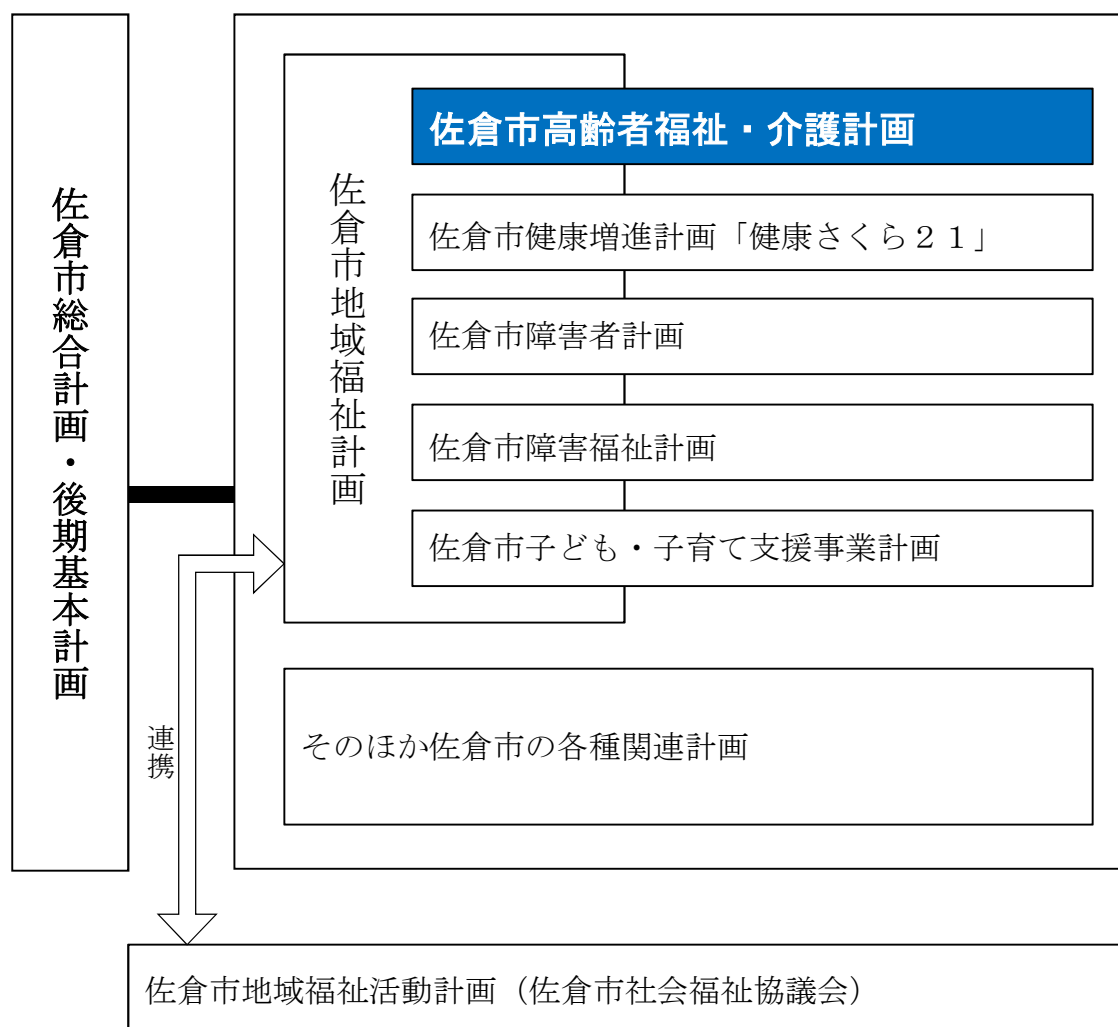 佐倉市総合計画・後期基本計画
佐倉市地域福祉計画
佐倉市高齢者福祉・介護計画
佐倉市健康増進計画「健康さくら２１」
佐倉市障害者計画
佐倉市障害福祉計画
佐倉市子ども・子育て支援事業計画
そのほか佐倉市の各種関連計画
連携
佐倉市地域福祉活動計画（佐倉市社会福祉協議会）